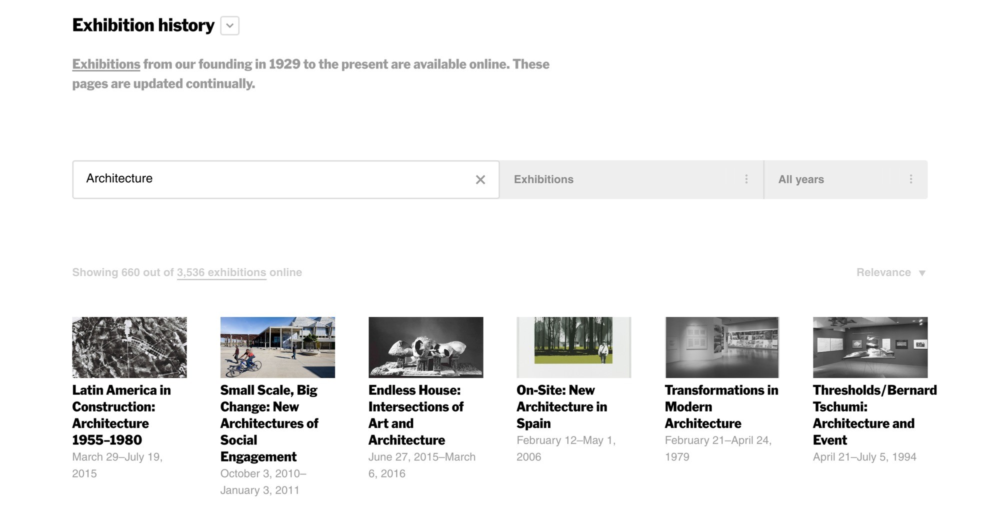 Exhibition history
Exhibitions from our founding in 1929 to the present are available online. These
pages are updated continually.
Architecture
Exhibitions
All years
Showing 660 out of 3,536 exhibitions online
Relevance ▼
Latin America in
Construction:
Architecture
1955–1980
March 29–July 19,
2015
Small Scale, Big
Change: New
Architectures of
Social
Engagement
October 3, 2010–
January 3, 2011
Endless House:
Intersections of
Art and
Architecture
June 27, 2015–March
6, 2016
On-Site: New
Architecture in
Spain
February 12–May 1,
2006
Transformations in
Modern
Architecture
February 21–April 24,
1979
Thresholds/Bernard
Tschumi:
Architecture and
Event
April 21–July 5, 1994